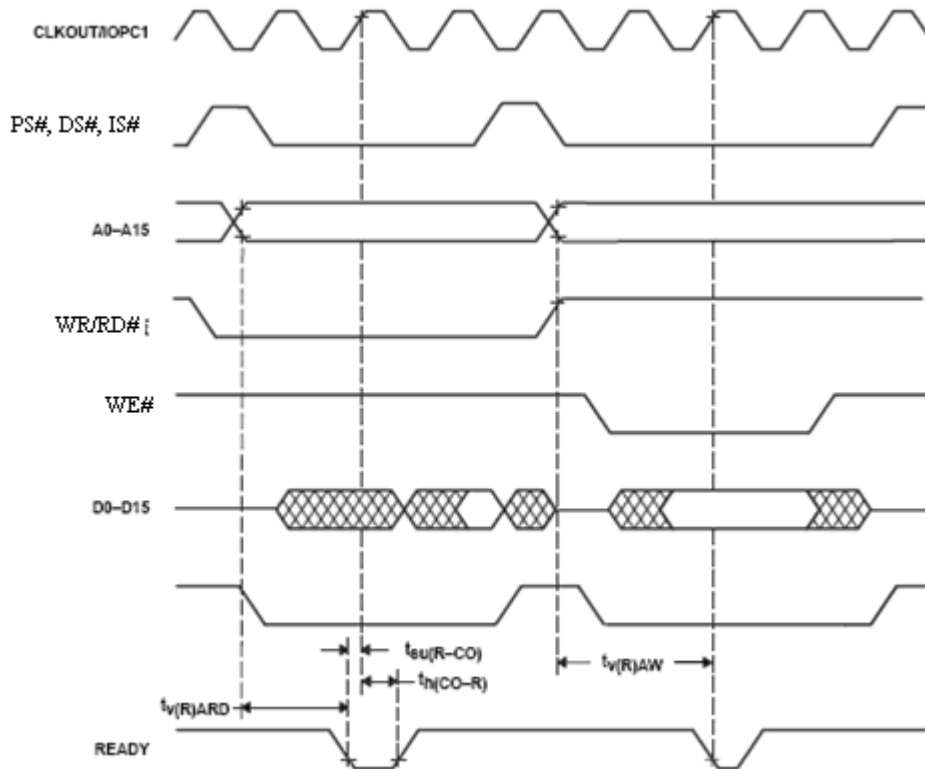 CLKOUT/IOPC1
PS#, DS#, IS#
A0–A15
WR/RD#
WE#
D0–D15
tsu(R–CO)
th(CO–R)
tv(R)AW
tv(R)ARD
READY